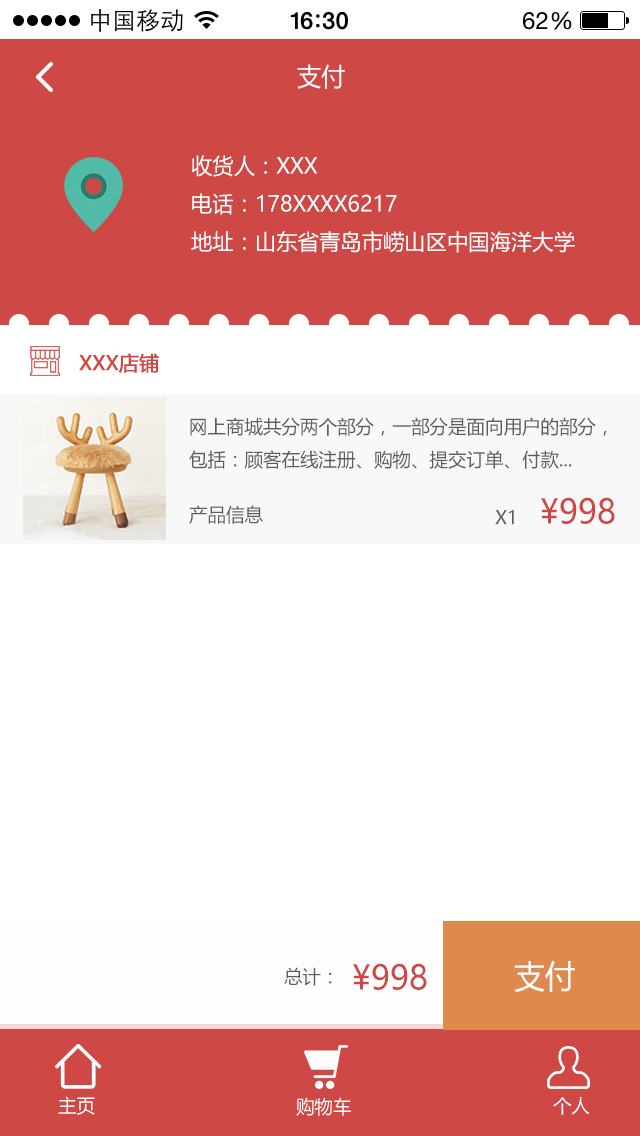 中国移动 16:30 62%
支付
收货人：XXX
电话：178XXXX6217
地址：山东省青岛市崂山区中国海洋大学
XXX店铺
网上商城共分两个部分，一部分是面向用户的部分，
包括：顾客在线注册、购物、提交订单、付款...
产品信息 X1 ¥998
总计： ¥998 支付
主页 购物车 个人